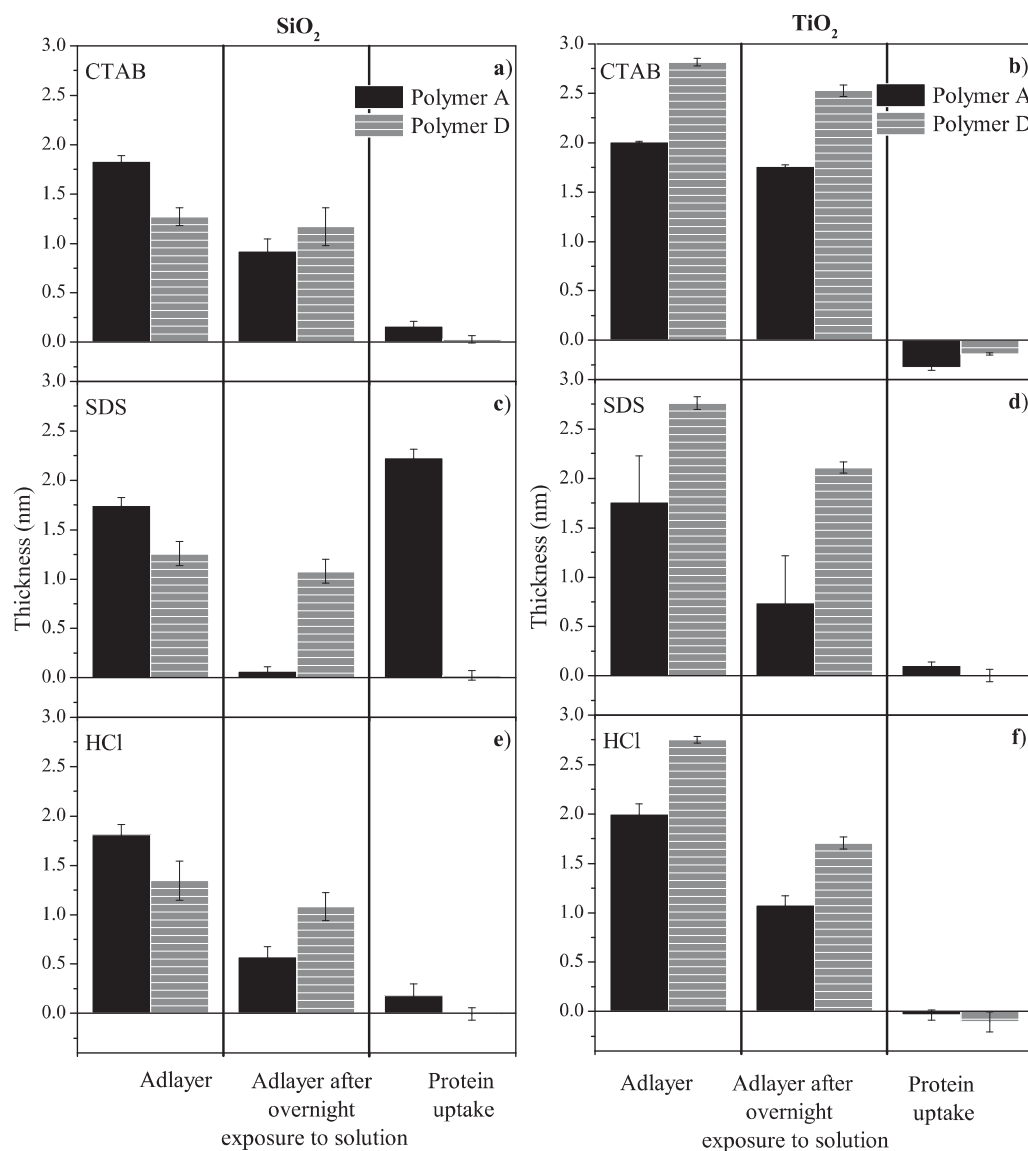 SiO2
TiO2
3.0
CTAB
a)
Polymer A
Polymer D
2.5
2.0
1.5
1.0
0.5
0.0
3.0
SDS
c)
2.5
2.0
1.5
1.0
0.5
0.0
3.0
HCl
e)
2.5
2.0
1.5
1.0
0.5
0.0
Thickness (nm)
Adlayer
Adlayer after
overnight
exposure to solution
Protein
uptake
3.0
CTAB
b)
Polymer A
Polymer D
2.5
2.0
1.5
1.0
0.5
0.0
3.0
SDS
d)
2.5
2.0
1.5
1.0
0.5
0.0
3.0
HCl
f)
2.5
2.0
1.5
1.0
0.5
0.0
Thickness (nm)
Adlayer
Adlayer after
overnight
exposure to solution
Protein
uptake